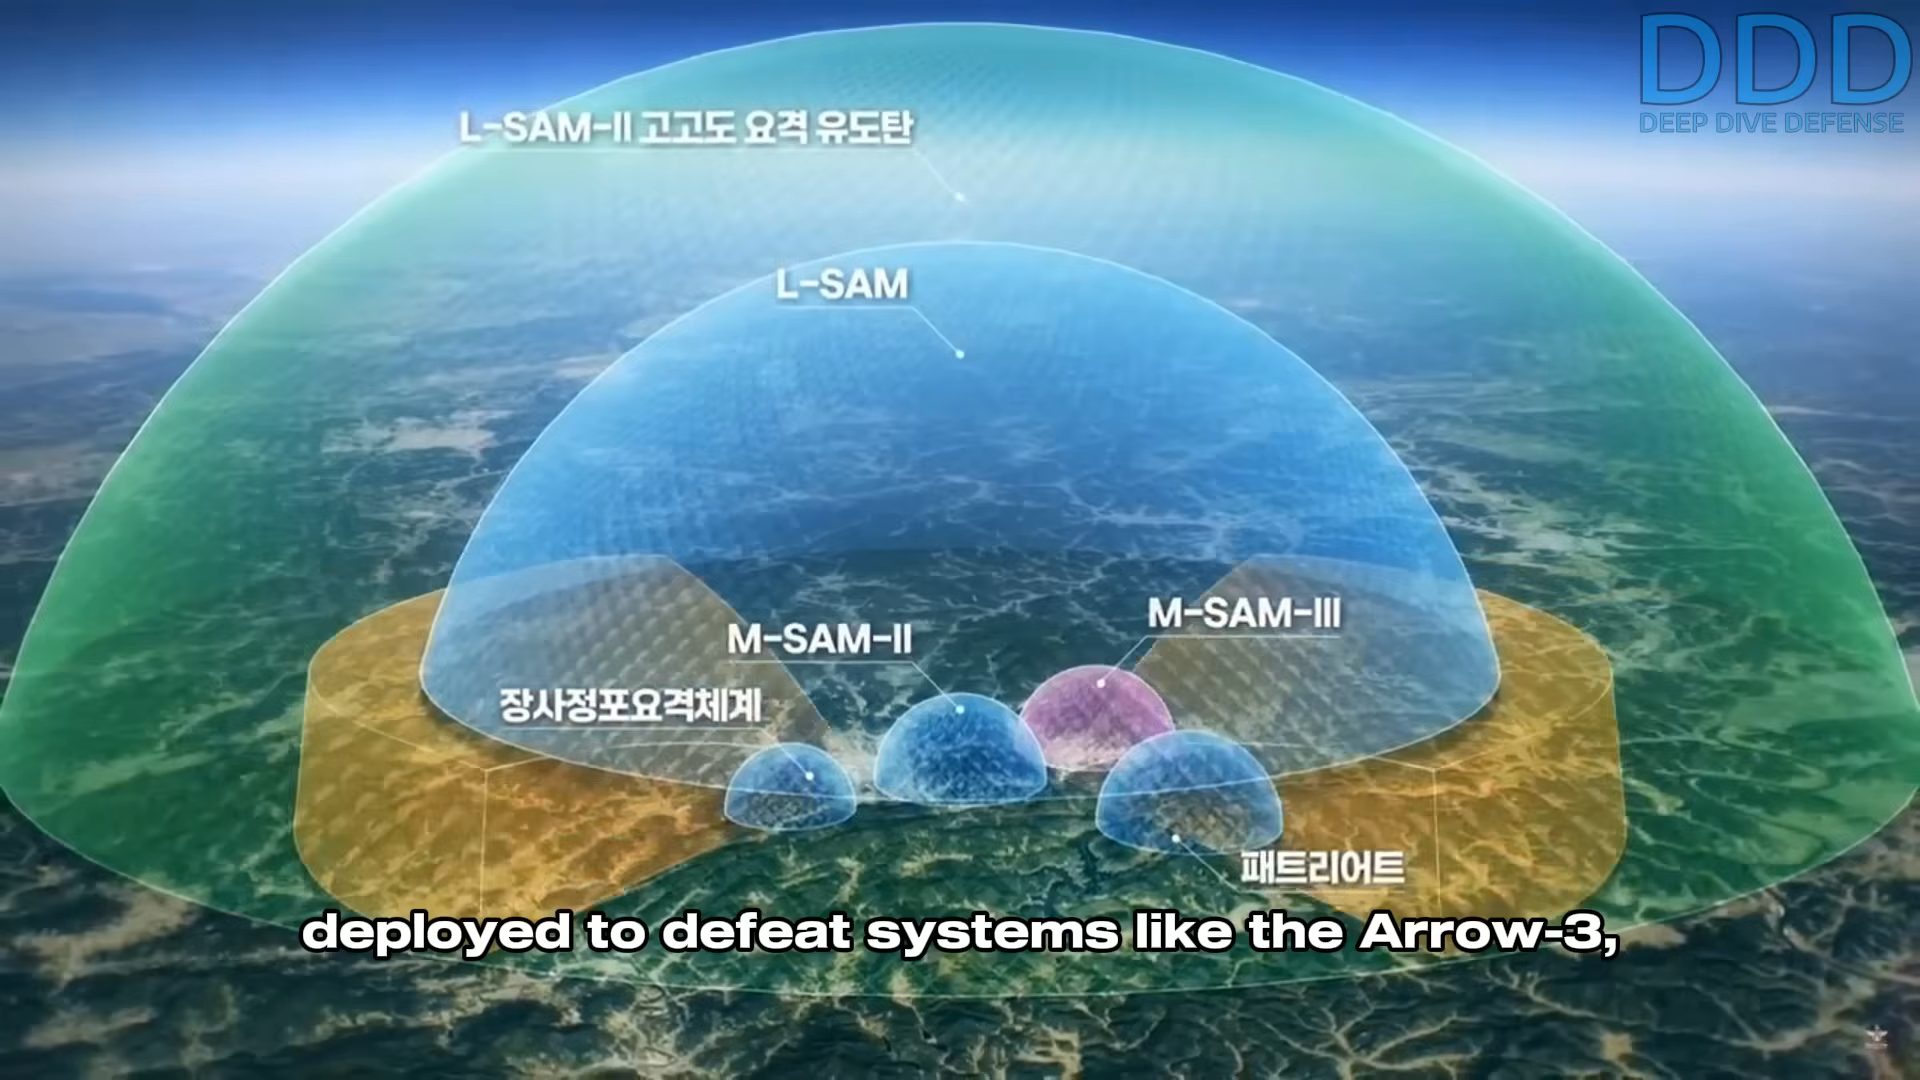 DDD
DEEP DIVE DEFENSE
L-SAM-II 고고도 요격 유도탄
L-SAM
M-SAM-III
M-SAM-II
장사정포요격체계
패트리어트
deployed to defeat systems like the Arrow-3,